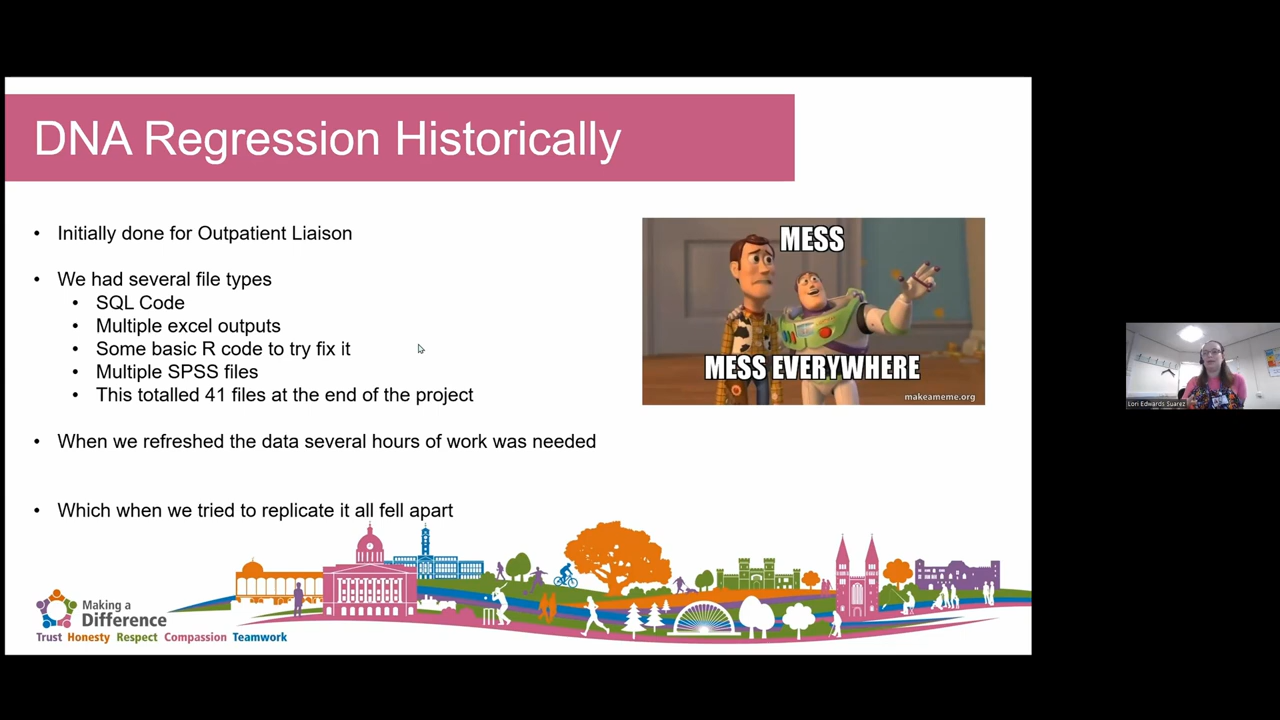 DNA Regression Historically
• Initially done for Outpatient Liaison
• We had several file types
• SQL Code
• Multiple excel outputs
• Some basic R code to try fix it
• Multiple SPSS files
• This totalled 41 files at the end of the project
• When we refreshed the data several hours of work was needed
• Which when we tried to replicate it all fell apart
MESS
MESS EVERYWHERE
makeameme.org
Making a
Difference
Trust Honesty Respect Compassion Teamwork
Lori Edwards Suarez